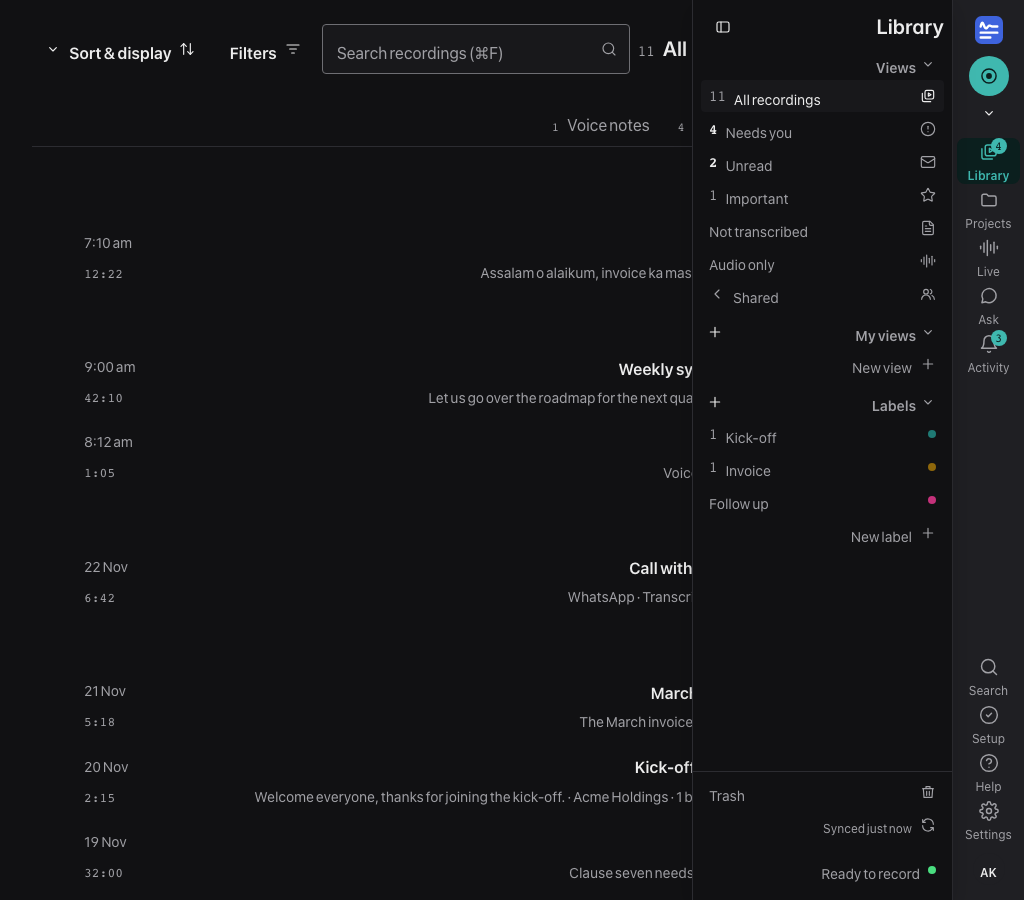 Library
Views
All recordings 11
Needs you 4
Unread 2
Important 1
Not transcribed
Audio only
Shared
My views
New view
Labels
Kick-off 1
Invoice 1
Follow up
New label
Trash
Synced just now
Ready to record
4
Library
Projects
Live
Ask
3
Activity
Search
Setup
Help
Settings
AK
All 11
Search recordings (⌘F)
Filters
Sort & display
4
Voice notes 1
7:10 am
Assalam o alaikum, invoice ka
12:22
Weekly
9:00 am
Let us go over the roadmap for the next
42:10
8:12 am
1:05
Call with
22 Nov
WhatsApp ·
6:42
March
21 Nov
The March invoice
5:18
Kick-off
20 Nov
Welcome everyone, thanks for joining the kick-off. · Acme Holdings · 1
2:15
19 Nov
Clause seven needs
32:00